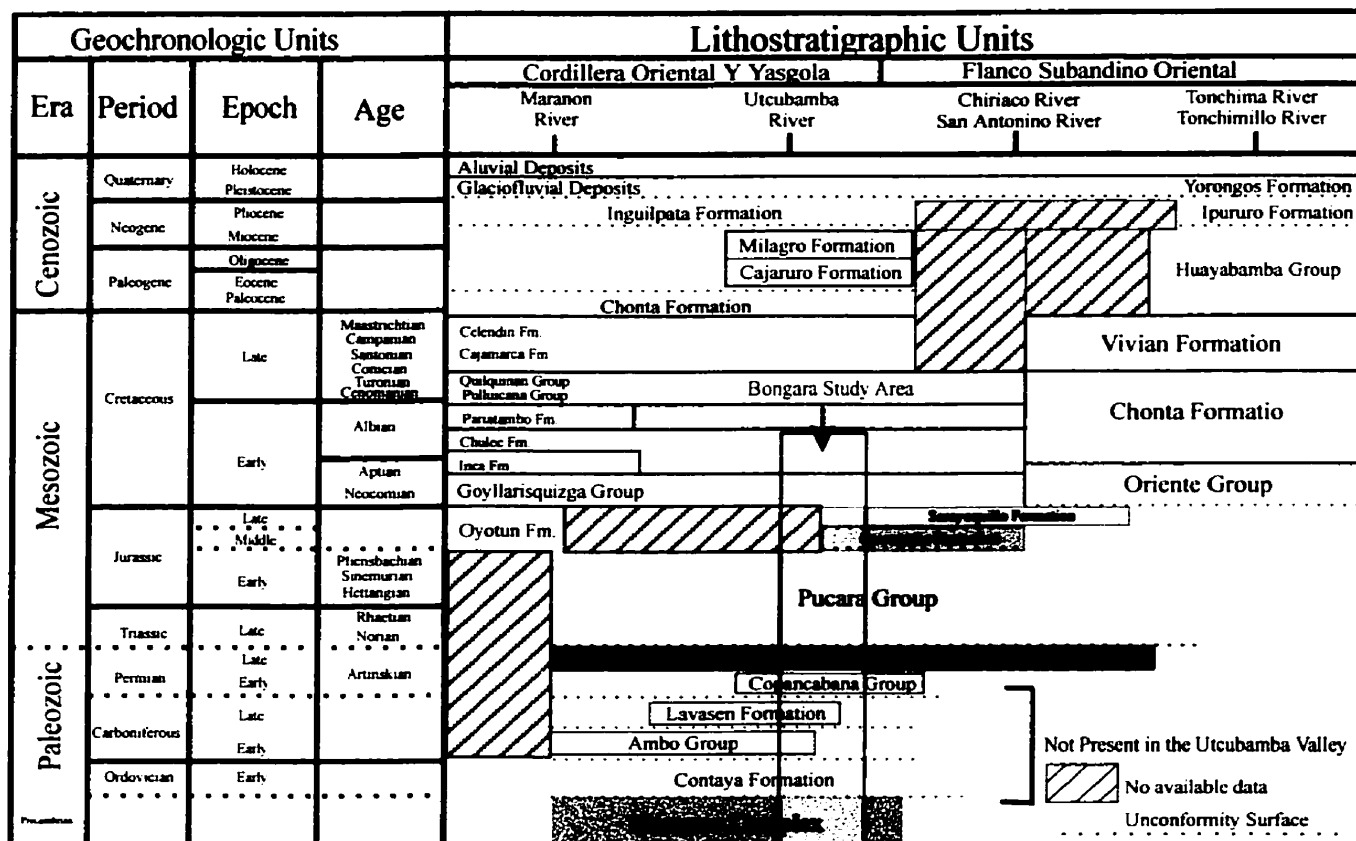 Geochronologic Units
Lithostratigraphic Units
Cordillera Oriental Y Yasgola
Flanco Subandino Oriental
Era
Period
Epoch
Age
Maranon
River
Utcubamba
River
Chiriaco River
San Antonino River
Tonchima River
Tonchimillo River
Cenozoic
Quaternary
Holocene
Pleistocene
Aluvial Deposits
Glaciofluvial Deposits
Yorongos Formation
Neogene
Pliocene
Miocene
Inguilpata Formation
Ipururo Formation
Milagro Formation
Paleogene
Oligocene
Eocene
Paleocene
Cajaruro Formation
Huayabamba Group
Chonta Formation
Mesozoic
Cretaceous
Late
Maastrichtian
Campanian
Santonian
Conician
Turonian
Cenomanian
Celendin Fm.
Cajamarca Fm
Vivian Formation
Quilquinan Group
Pulluicana Group
Bongara Study Area
Chonta Formatio
Early
Albian
Pariatambo Fm.
Chulec Fm.
Aptian
Neocomian
Inca Fm
Goyllarisquizga Group
Oriente Group
Jurassic
Late
Middle
Early
Oyotun Fm.
Sarayaquillo Formation
Pliensbachian
Sinemurian
Hettangian
Pucara Group
Triassic
Late
Rhaetian
Norian
Paleozoic
Permian
Late
Early
Artinskian
Copancabana Group
Carboniferous
Late
Early
Lavasen Formation
Ambo Group
Ordovician
Early
Contaya Formation
Not Present in the Utcubamba Valley
No available data
Unconformity Surface